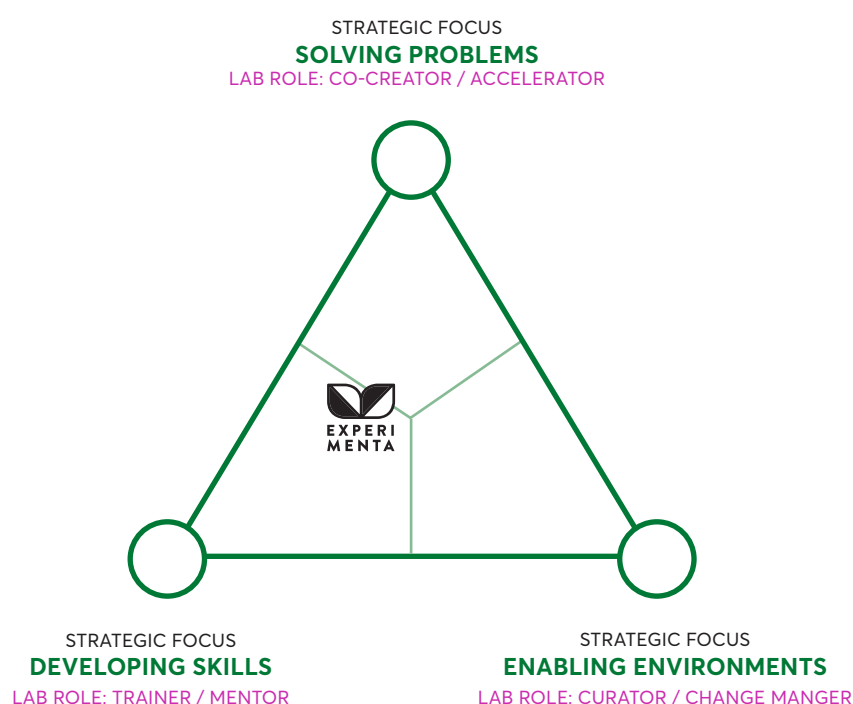 STRATEGIC FOCUS
SOLVING PROBLEMS
LAB ROLE: CO-CREATOR / ACCELERATOR
EXPERI
MENTA
STRATEGIC FOCUS
DEVELOPING SKILLS
LAB ROLE: TRAINER / MENTOR
STRATEGIC FOCUS
ENABLING ENVIRONMENTS
LAB ROLE: CURATOR / CHANGE MANGER